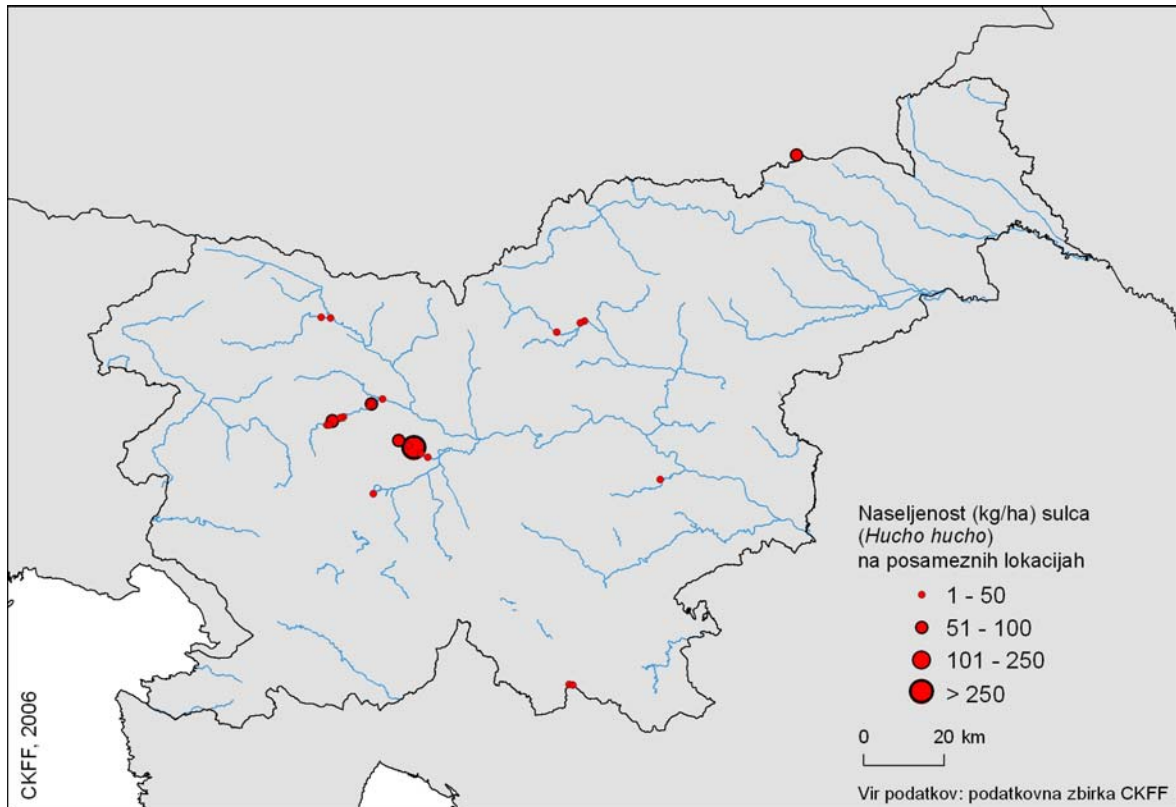 Naseljenost (kg/ha) sulca
(Hucho hucho)
na posameznih lokacijah
1 - 50
51 - 100
101 - 250
> 250
0 20 km
Vir podatkov: podatkovna zbirka CKFF
CKFF, 2006